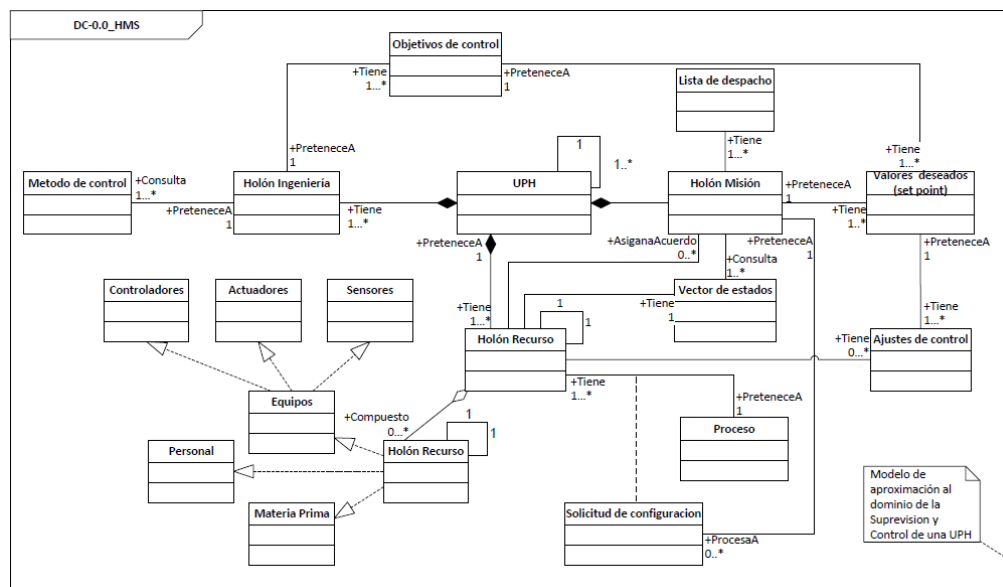 DC-0.0_HMS
Objetivos de control
+Tiene
1...*
+PreteneceA
1
Lista de despacho
+Tiene
1...*
+PreteneceA
1
1
1..*
+Tiene
1...*
Metodo de control
+Consulta
1...*
+PreteneceA
1
Holón Ingeniería
+Tiene
1...*
UPH
Holón Misión
+PreteneceA
1
+Tiene
1...*
Valores deseados
(set point)
+PreteneceA
1
+AsiganaAcuerdo
0..*
+PreteneceA
1
+Consulta
1...*
+PreteneceA
1
Controladores
Actuadores
Sensores
+Tiene
1...*
1
1
+Tiene
1
Vector de estados
+Tiene
1...*
Holón Recurso
+Tiene
0...*
Ajustes de control
+Tiene
1...*
Equipos
+Compuesto
0...*
1
1
+PreteneceA
1
Proceso
Personal
Holón Recurso
Materia Prima
Solicitud de configuracion
+ProcesaA
0...*
Modelo de
aproximación al
dominio de la
Suprevision y
Control de una UPH